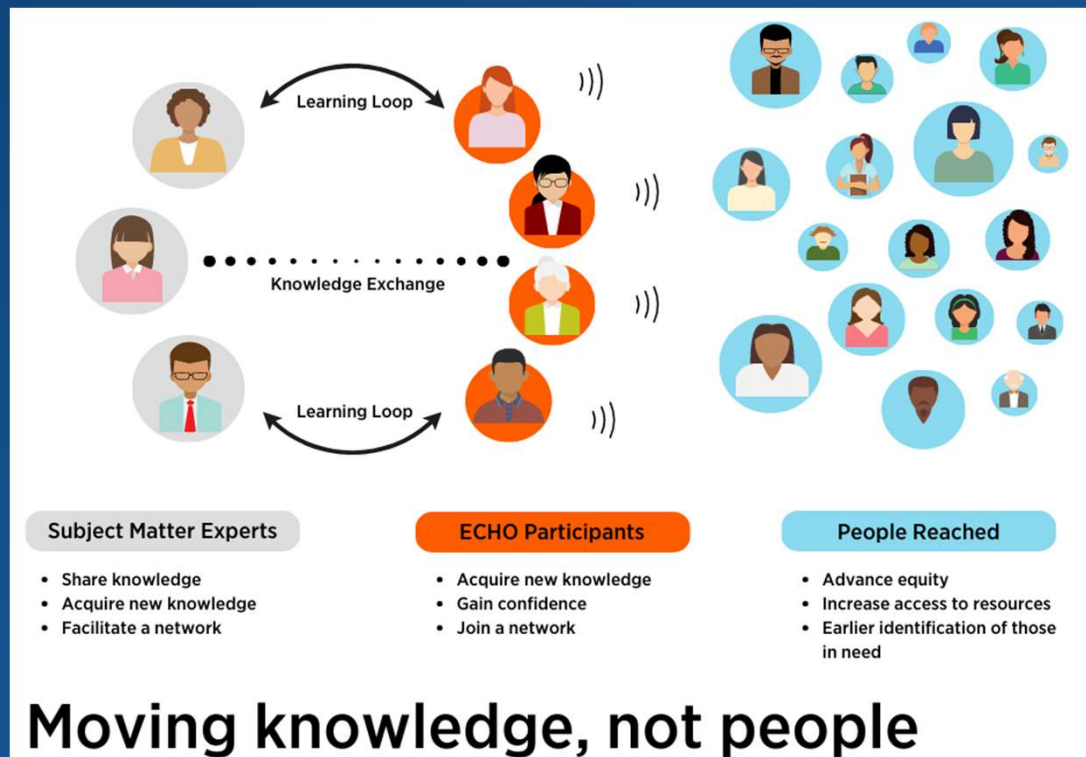 Learning Loop
Knowledge Exchange
Learning Loop
Subject Matter Experts
• Share knowledge
• Acquire new knowledge
• Facilitate a network
ECHO Participants
• Acquire new knowledge
• Gain confidence
• Join a network
People Reached
• Advance equity
• Increase access to resources
• Earlier identification of those
in need
Moving knowledge, not people